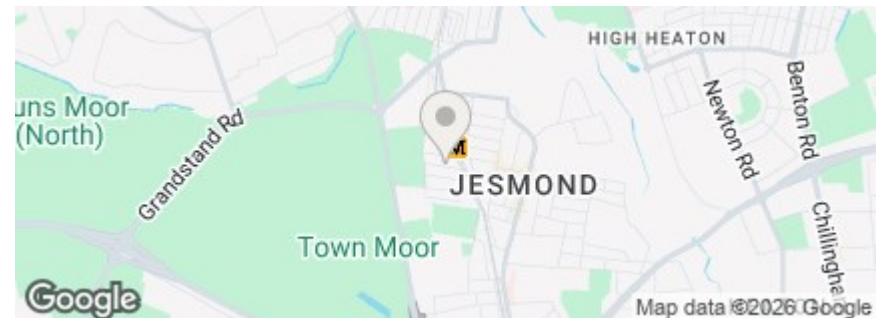 HIGH HEATON
uns Moor
(North)
Grandstand Rd
Newton Rd
Benton Rd
M
JESMOND
Chillingha
Town Moor
Google
Map data ©2026 Google